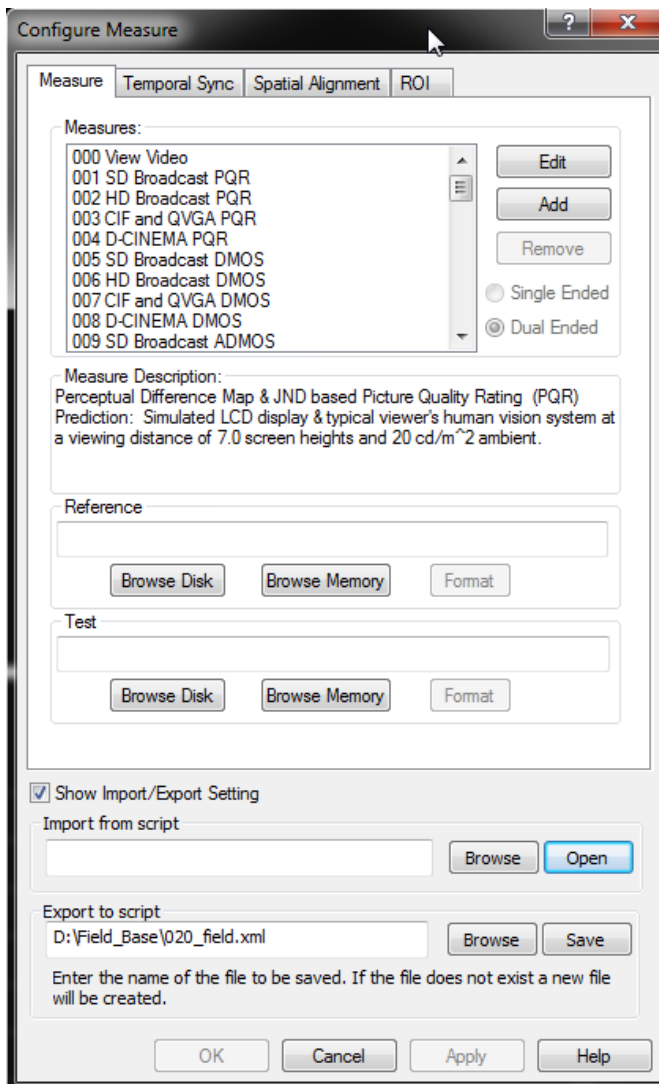 Configure Measure
?
Measure
Temporal Sync
Spatial Alignment
ROI
Measures:
000 View Video
001 SD Broadcast PQR
002 HD Broadcast PQR
003 CIF and QVGA PQR
004 D-CINEMA PQR
005 SD Broadcast DMOS
006 HD Broadcast DMOS
007 CIF and QVGA DMOS
008 D-CINEMA DMOS
009 SD Broadcast ADMOS
Edit
Add
Remove
Single Ended
Dual Ended
Measure Description:
Perceptual Difference Map & JND based Picture Quality Rating (PQR)
Prediction: Simulated LCD display & typical viewer's human vision system at
a viewing distance of 7.0 screen heights and 20 cd/m^2 ambient.
Reference
Browse Disk
Browse Memory
Format
Test
Browse Disk
Browse Memory
Format
Show Import/Export Setting
Import from script
Browse
Open
Export to script
D:\Field_Base\020_field.xml
Browse
Save
Enter the name of the file to be saved. If the file does not exist a new file
will be created.
OK
Cancel
Apply
Help